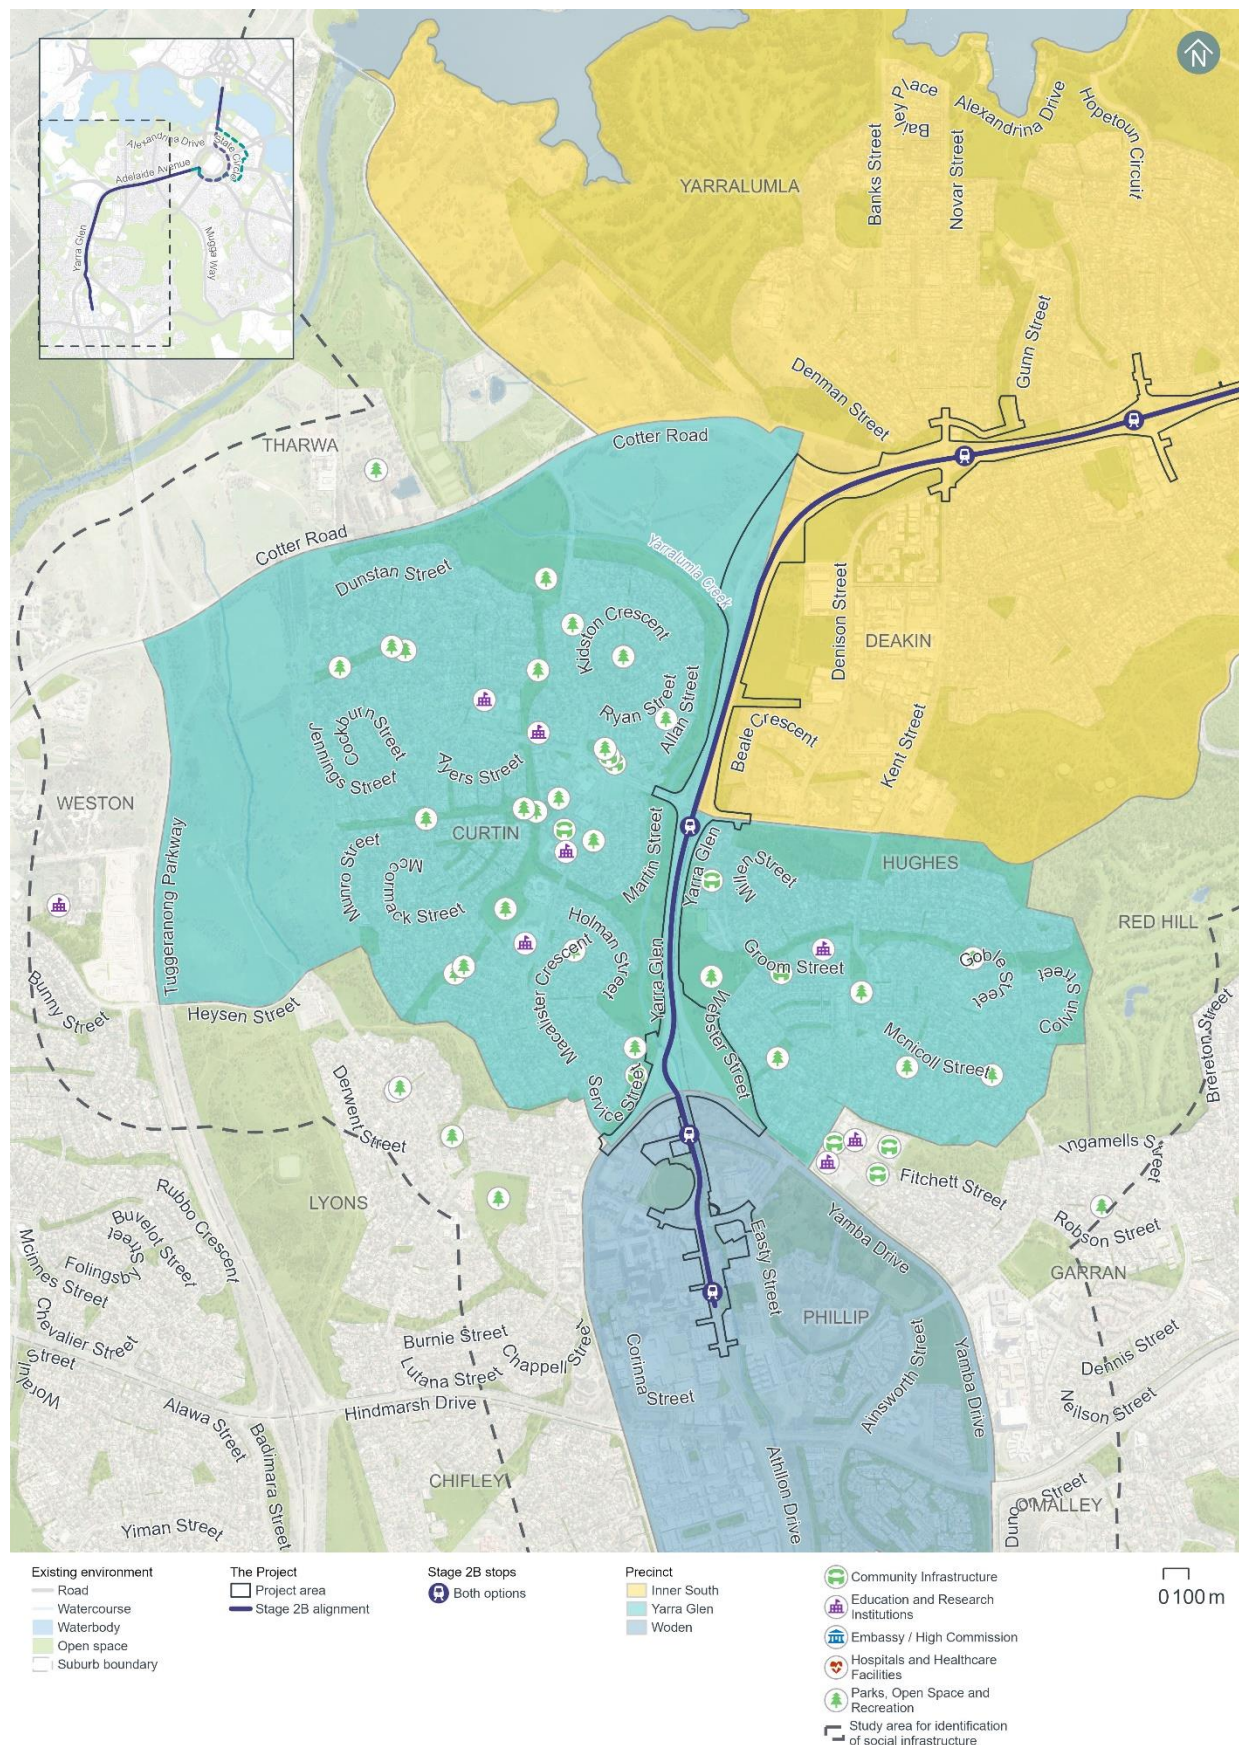 N
Alexandrina Drive
State Circle
Adelaide Avenue
Yarra Glen
Mugga Way
Bailey Place
Alexandrina Drive
Hopetoun Circuit
Banks Street
Novar Street
YARRALUMLA
Gunn Street
Denman Street
Cotter Road
THARWA
Cotter Road
Dunstan Street
Yarralumla Creek
Kidston Crescent
Denison Street
DEAKIN
Ryan Street
Allan Street
Cockburn Street
Jennings Street
Ayers Street
Beale Crescent
Kent Street
WESTON
Tuggeranong Parkway
CURTIN
Munro Street
McCormack Street
Martin Street
Yarra Glen
Millen Street
HUGHES
RED HILL
Holman Street
Macalister Crescent
Yarra Glen
Groom Street
Goble Street
Colvin Street
Webster Street
Mcnicoll Street
Bunny Street
Heysen Street
Brereton Street
Derwent Street
Service Street
Ingamells Street
Fitchett Street
Robson Street
LYONS
Rubbo Crescent
Buvelot Street
Folingsby Street
Mcinnes Street
Chevalier Street
Yamba Drive
Easty Street
GARRAN
PHILLIP
Burnie Street
Chappell Street
Lutana Street
Hindmarsh Drive
Corinna Street
Ainsworth Street
Yamba Drive
Dennis Street
Neilson Street
Street
Alawa Street
Badimara Street
CHIFLEY
Athllon Drive
Street
O'MALLEY
Yiman Street
Existing environment
Road
Watercourse
Waterbody
Open space
Suburb boundary
The Project
Project area
Stage 2B alignment
Stage 2B stops
Both options
Precinct
Inner South
Yarra Glen
Woden
Community Infrastructure
Education and Research
Institutions
Embassy / High Commission
Hospitals and Healthcare
Facilities
Parks, Open Space and
Recreation
Study area for identification
of social infrastructure
0 100 m